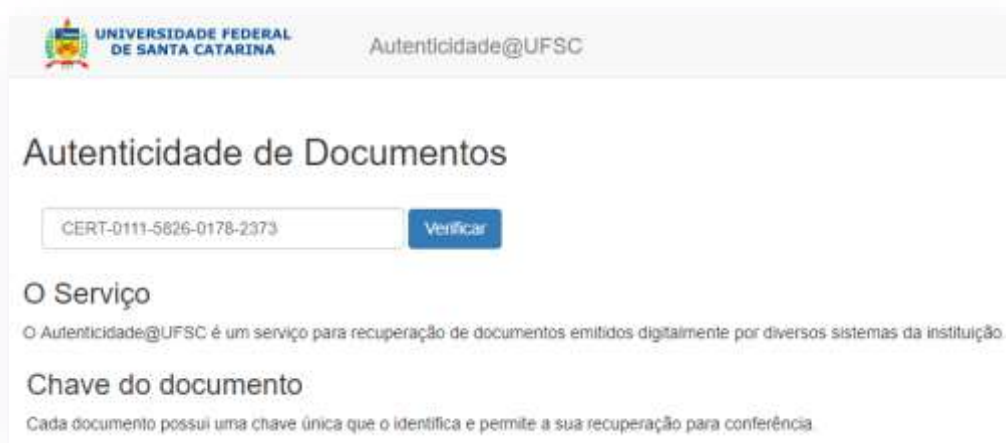 UNIVERSIDADE FEDERAL
DE SANTA CATARINA
Autenticidade@UFSC
Autenticidade de Documentos
CERT-0111-5826-0178-2373 Verificar
O Serviço
O Autenticidade@UFSC é um serviço para recuperação de documentos emitidos digitalmente por diversos sistemas da instituição.
Chave do documento
Cada documento possui uma chave única que o identifica e permite a sua recuperação para conferência.